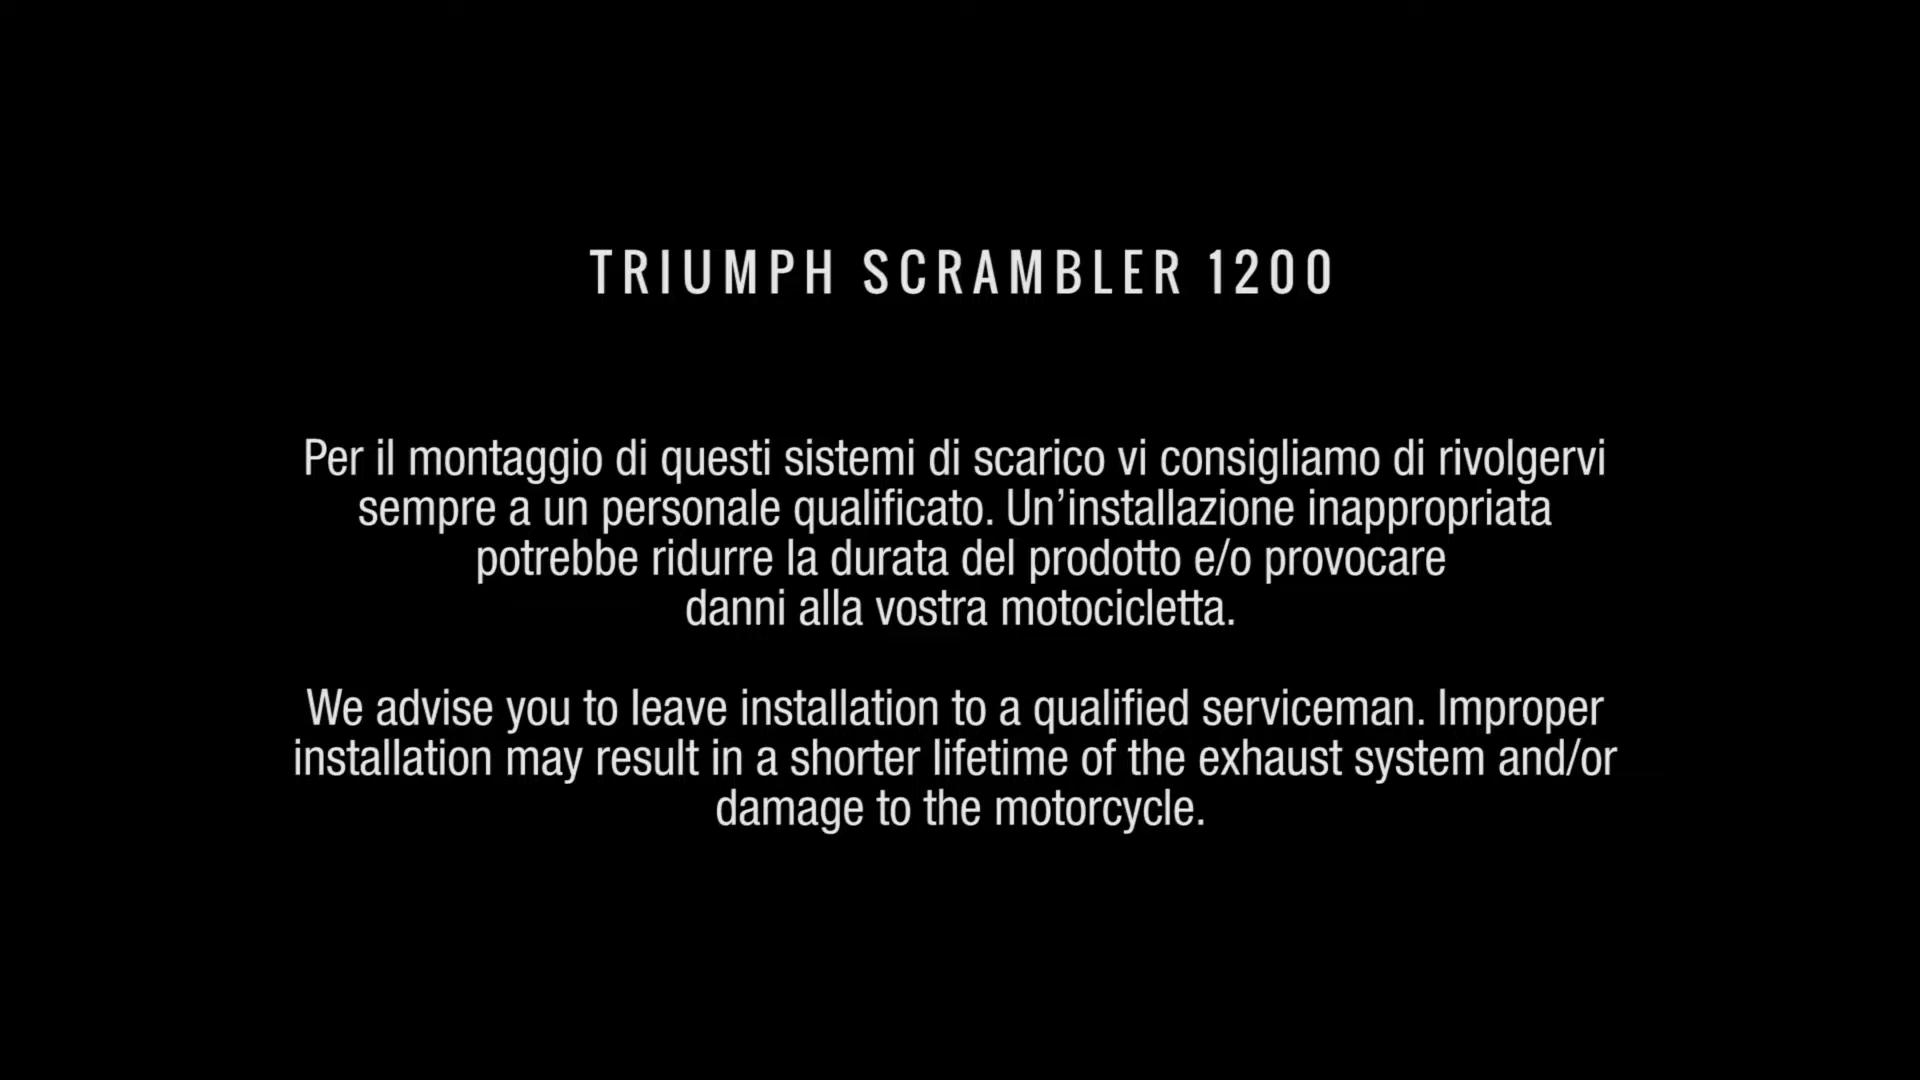 TRIUMPH SCRAMBLER 1200
Per il montaggio di questi sistemi di scarico vi consigliamo di rivolgervi
sempre a un personale qualificato. Un’installazione inappropriata
potrebbe ridurre la durata del prodotto e/o provocare
danni alla vostra motocicletta.
We advise you to leave installation to a qualified serviceman. Improper
installation may result in a shorter lifetime of the exhaust system and/or
damage to the motorcycle.